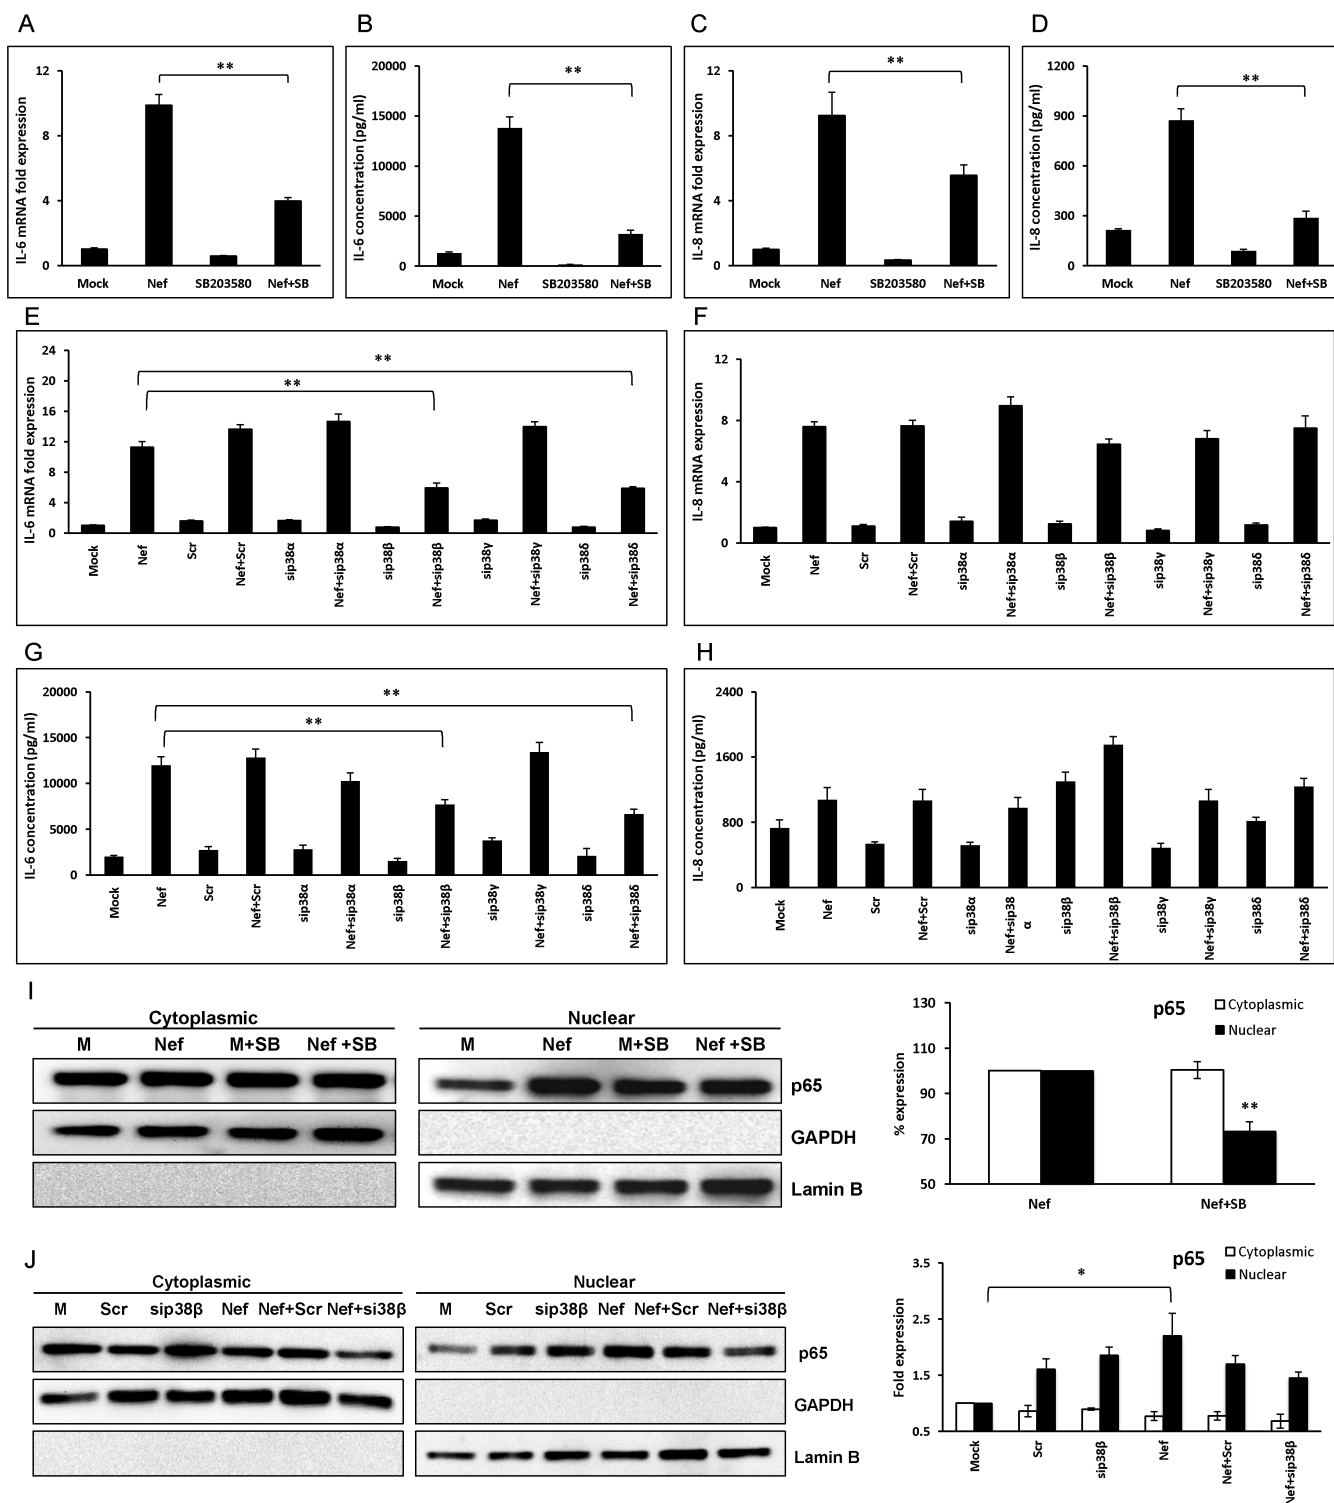 A
IL-6 mRNA fold expression
12
8
4
0
**
Mock Nef SB203580 Nef+SB
B
IL-6 concentration (pg/ml)
20000
15000
10000
5000
0
**
Mock Nef SB203580 Nef+SB
C
IL-8 mRNA fold expression
12
8
4
0
**
Mock Nef SB203580 Nef+SB
D
IL-8 concentration (pg/ml)
1200
900
600
300
0
**
Mock Nef SB203580 Nef+SB
E
IL-6 mRNA fold expression
24
20
16
12
8
4
0
**
**
Mock Nef Scr Nef+Scr sip38α Nef+sip38α sip38β Nef+sip38β sip38γ Nef+sip38γ sip38δ Nef+sip38δ
F
IL-8 mRNA expression
12
8
4
0
Mock Nef Scr Nef+Scr sip38α Nef+sip38α sip38β Nef+sip38β sip38γ Nef+sip38γ sip38δ Nef+sip38δ
G
IL-6 concentration (pg/ml)
20000
15000
10000
5000
0
**
**
Mock Nef Scr Nef+Scr sip38α Nef+sip38α sip38β Nef+sip38β sip38γ Nef+sip38γ sip38δ Nef+sip38δ
H
IL-8 concentration (pg/ml)
2400
1600
800
0
Mock Nef Scr Nef+Scr sip38α Nef+sip38
α sip38β Nef+sip38β sip38γ Nef+sip38γ sip38δ Nef+sip38δ
I
Cytoplasmic
M Nef M+SB Nef +SB
Nuclear
M Nef M+SB Nef +SB
p65
GAPDH
Lamin B
p65
Cytoplasmic
Nuclear
% expression
130
110
90
70
50
**
Nef Nef+SB
J
Cytoplasmic
M Scr sip38β Nef Nef+Scr Nef+si38β
Nuclear
M Scr sip38β Nef Nef+Scr Nef+si38β
p65
GAPDH
Lamin B
p65
Cytoplasmic
Nuclear
Fold expression
3.5
2.5
1.5
0.5
*
Mock Scr sip38β Nef Nef+Scr Nef+sip38β